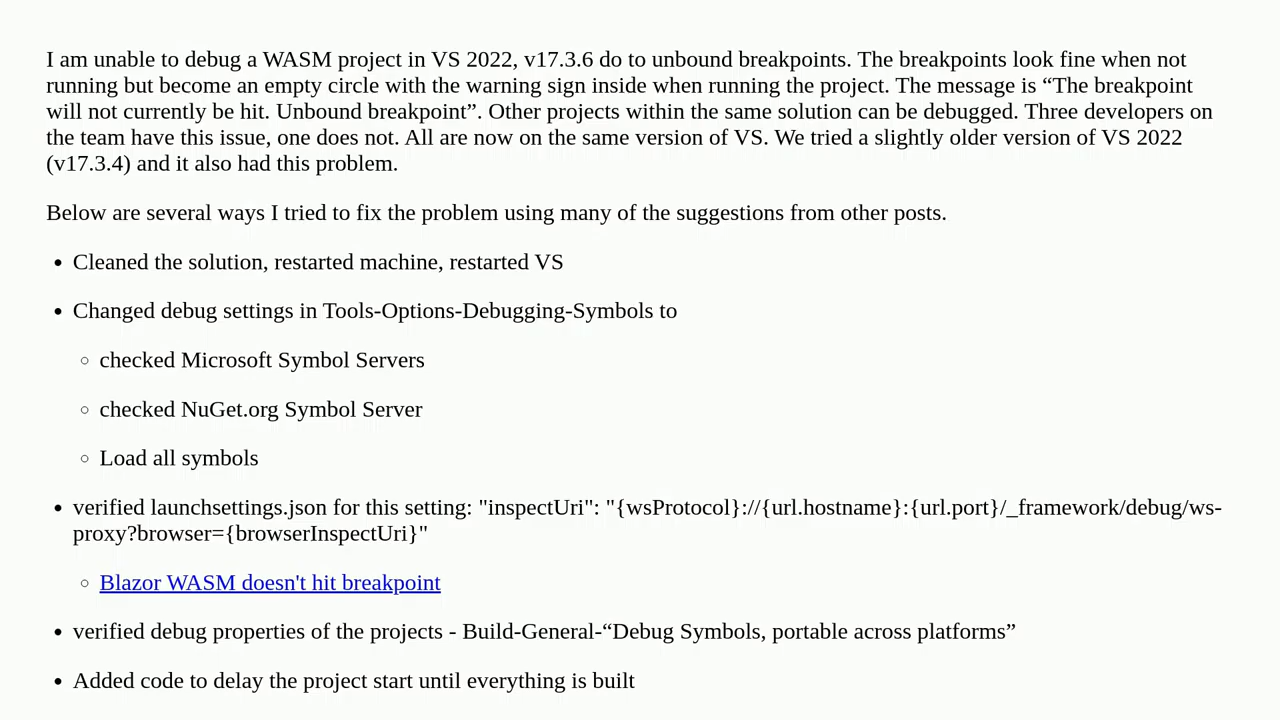 I am unable to debug a WASM project in VS 2022, v17.3.6 do to unbound breakpoints. The breakpoints look fine when not
running but become an empty circle with the warning sign inside when running the project. The message is “The breakpoint
will not currently be hit. Unbound breakpoint”. Other projects within the same solution can be debugged. Three developers on
the team have this issue, one does not. All are now on the same version of VS. We tried a slightly older version of VS 2022
(v17.3.4) and it also had this problem.
Below are several ways I tried to fix the problem using many of the suggestions from other posts.
• Cleaned the solution, restarted machine, restarted VS
• Changed debug settings in Tools-Options-Debugging-Symbols to
◦ checked Microsoft Symbol Servers
◦ checked NuGet.org Symbol Server
◦ Load all symbols
• verified launchsettings.json for this setting: "inspectUri": "{wsProtocol}://{url.hostname}:{url.port}/_framework/debug/ws-
proxy?browser={browserInspectUri}"
◦ Blazor WASM doesn't hit breakpoint
• verified debug properties of the projects - Build-General-“Debug Symbols, portable across platforms”
• Added code to delay the project start until everything is built